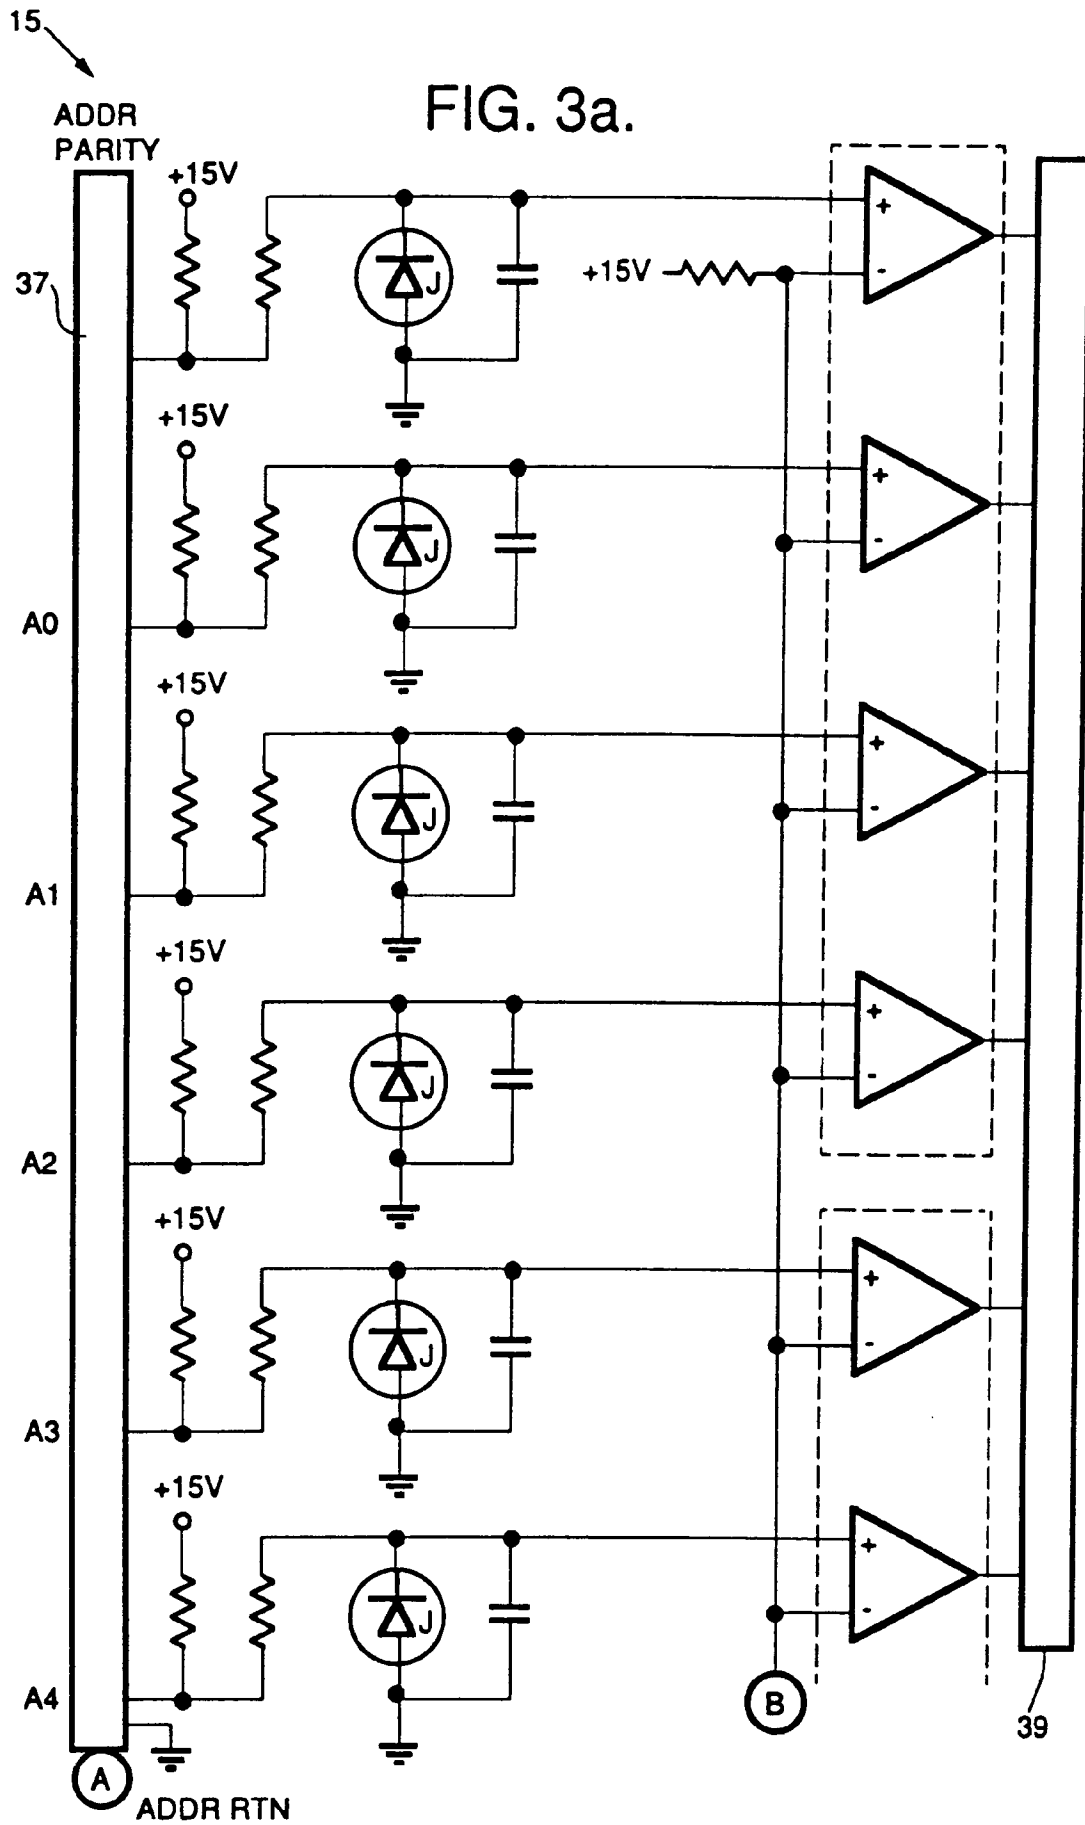 15
FIG. 3a.
ADDR
PARITY
+15V
37
J
+15V
+
-
+15V
J
+
-
A0
+15V
J
+
-
A1
+15V
J
+
-
A2
+15V
J
+
-
A3
+15V
J
+
-
A4
B
39
A
ADDR RTN